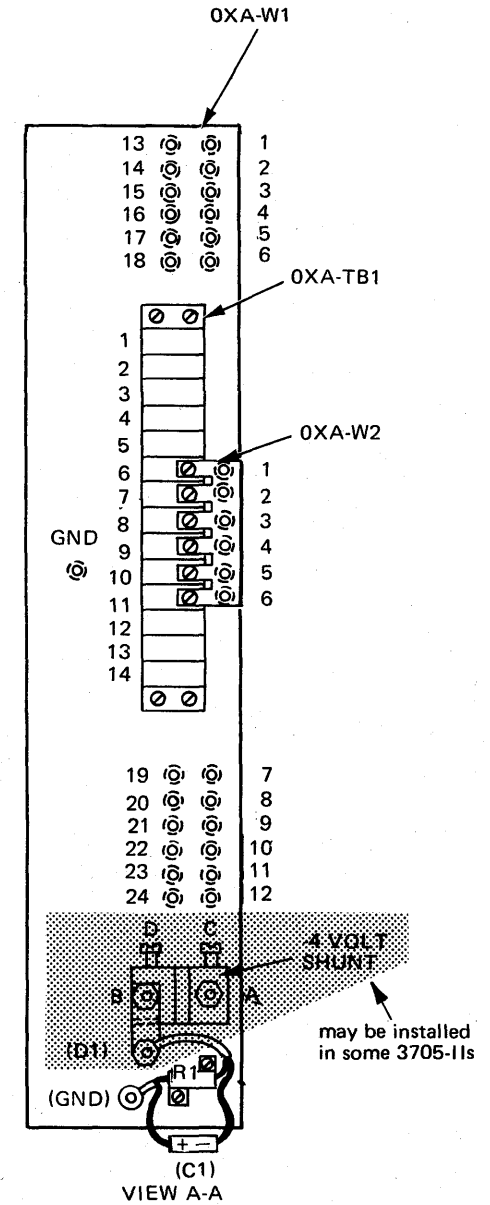 0XA-W1
13 1
14 2
15 3
16 4
17 5
18 6
0XA-TB1
1
2
3
4
5
0XA-W2
6 1
7 2
8 3
GND
9 4
10 5
11 6
12
13
14
19 7
20 8
21 9
22 10
23 11
24 12
D C
-4 VOLT
SHUNT
B A
may be installed
in some 3705-IIs
(D1)
R1
(GND)
+ -
(C1)
VIEW A-A